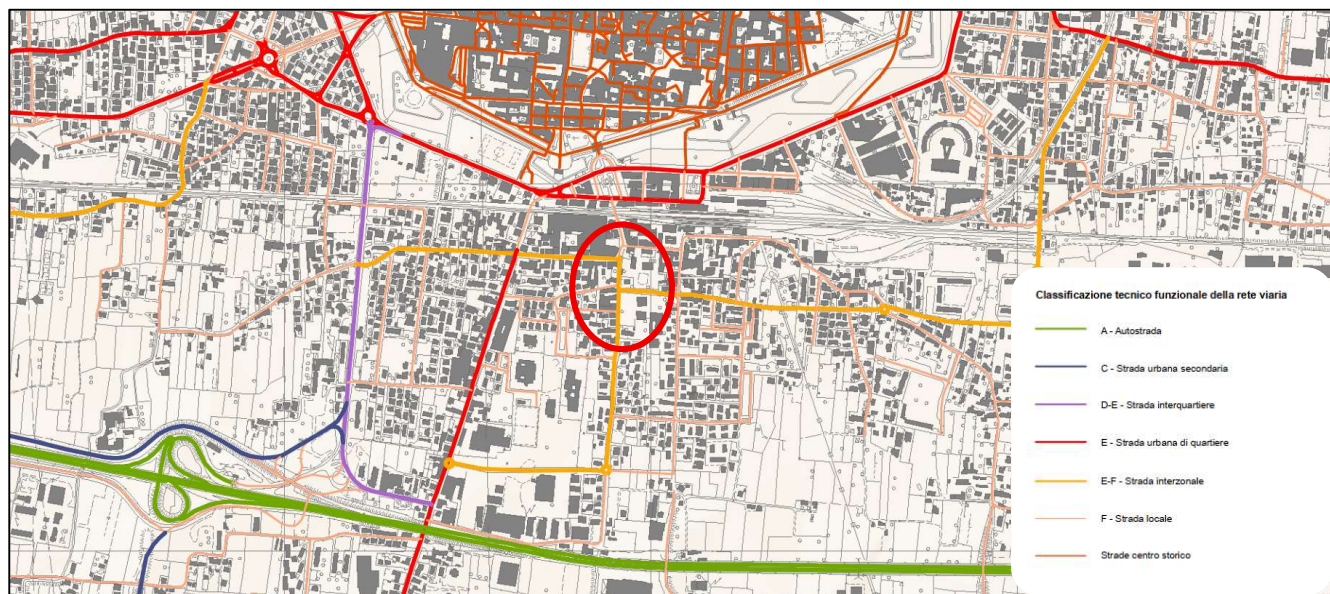 Classificazione tecnico funzionale della rete viaria
A - Autostrada
C - Strada urbana secondaria
D-E - Strada interquartiere
E - Strada urbana di quartiere
E-F - Strada interzonale
F - Strada locale
Strade centro storico